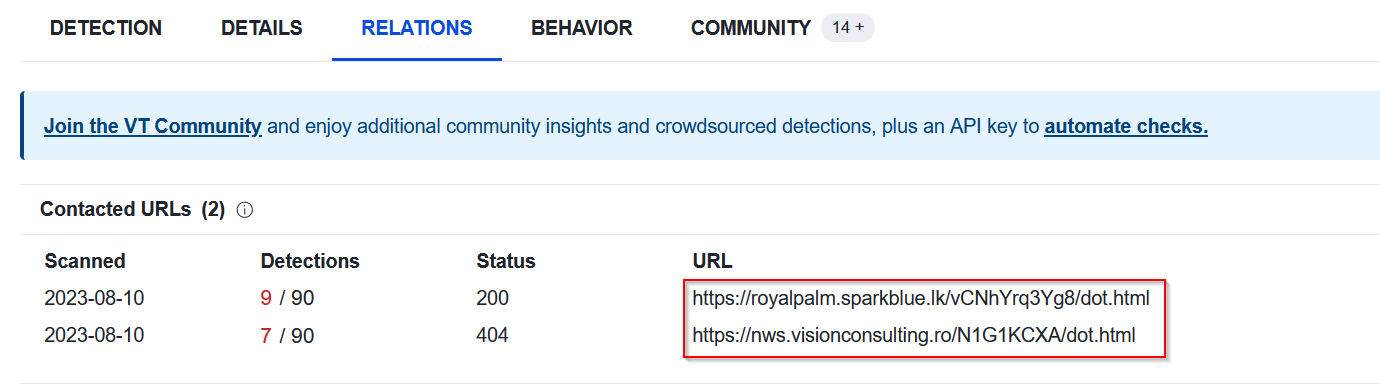 DETECTION DETAILS RELATIONS BEHAVIOR COMMUNITY 14 +
Join the VT Community and enjoy additional community insights and crowdsourced detections, plus an API key to automate checks.
Contacted URLs (2)
Scanned Detections Status URL
2023-08-10 9 / 90 200 https://royalpalm.sparkblue.lk/vCNhYrq3Yg8/dot.html
2023-08-10 7 / 90 404 https://nws.visionconsulting.ro/N1G1KCXA/dot.html